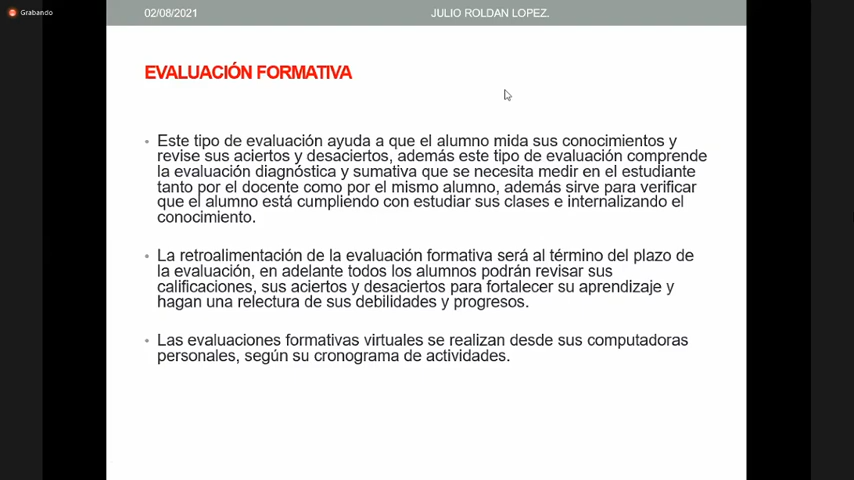 Grabando
02/08/2021
JULIO ROLDAN LOPEZ.
EVALUACIÓN FORMATIVA
• Este tipo de evaluación ayuda a que el alumno mida sus conocimientos y
revise sus aciertos y desaciertos, además este tipo de evaluación comprende
la evaluación diagnóstica y sumativa que se necesita medir en el estudiante
tanto por el docente como por el mismo alumno, además sirve para verificar
que el alumno está cumpliendo con estudiar sus clases e internalizando el
conocimiento.
• La retroalimentación de la evaluación formativa será al término del plazo de
la evaluación, en adelante todos los alumnos podrán revisar sus
calificaciones, sus aciertos y desaciertos para fortalecer su aprendizaje y
hagan una relectura de sus debilidades y progresos.
• Las evaluaciones formativas virtuales se realizan desde sus computadoras
personales, según su cronograma de actividades.